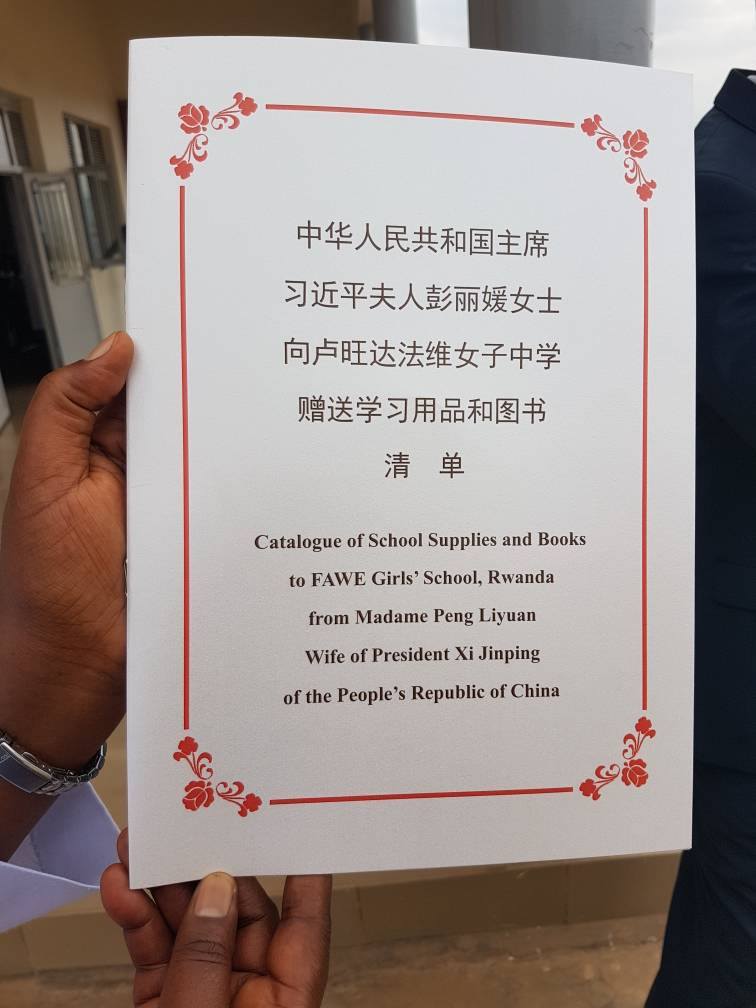 中华人民共和国主席
习近平夫人彭丽媛女士
向卢旺达法维女子中学
赠送学习用品和图书
清 单
Catalogue of School Supplies and Books
to FAWE Girls' School, Rwanda
from Madame Peng Liyuan
Wife of President Xi Jinping
of the People's Republic of China